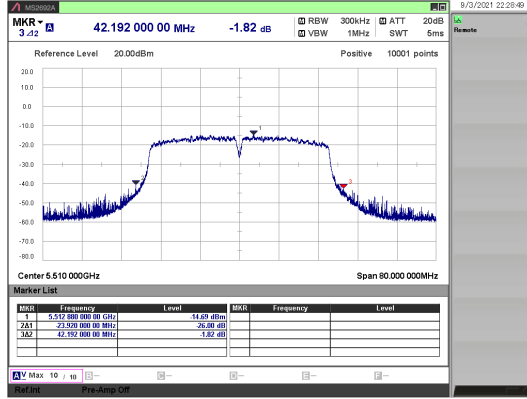 MS2692A
9/3/2021 22:28:49
MKR
3 Δ2 A
42.192 000 00 MHz
-1.82 dB
RBW 300kHz
VBW 1MHz
ATT 20dB
SWT 5ms
Remote
Reference Level 20.00dBm
Positive 10001 points
20.0
10.0
0.0
-10.0
-20.0
-30.0
-40.0
-50.0
-60.0
-70.0
-80.0
1
2
3
Center 5.510 000GHz
Span 80.000 000MHz
Marker List
MKR Frequency Level MKR Frequency Level
1 5.512 880 000 00 GHz -14.69 dBm
2Δ1 -23.920 000 00 MHz -26.00 dB
3Δ2 42.192 000 00 MHz -1.82 dB
A V Max 10 / 10 B— C— D— E— F—
Ref.Int Pre-Amp Off